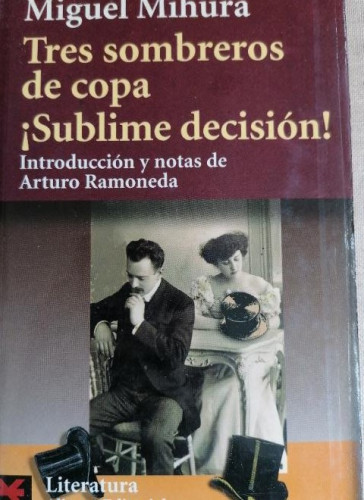 Miguel Mihura
Tres sombreros
de copa
¡Sublime decisión!
Introducción y notas de
Arturo Ramoneda
Literatura